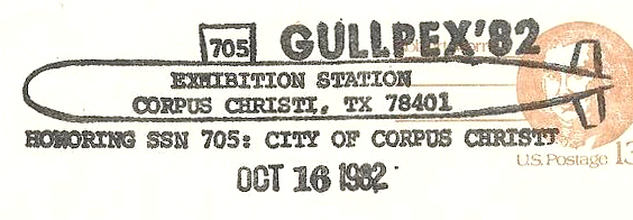 705 GULLPEX'82
EXHIBITION STATION
CORPUS CHRISTI, TX 78401
HONORING SSN 705: CITY OF CORPUS CHRISTI
U.S. Postage 13
OCT 16 1982